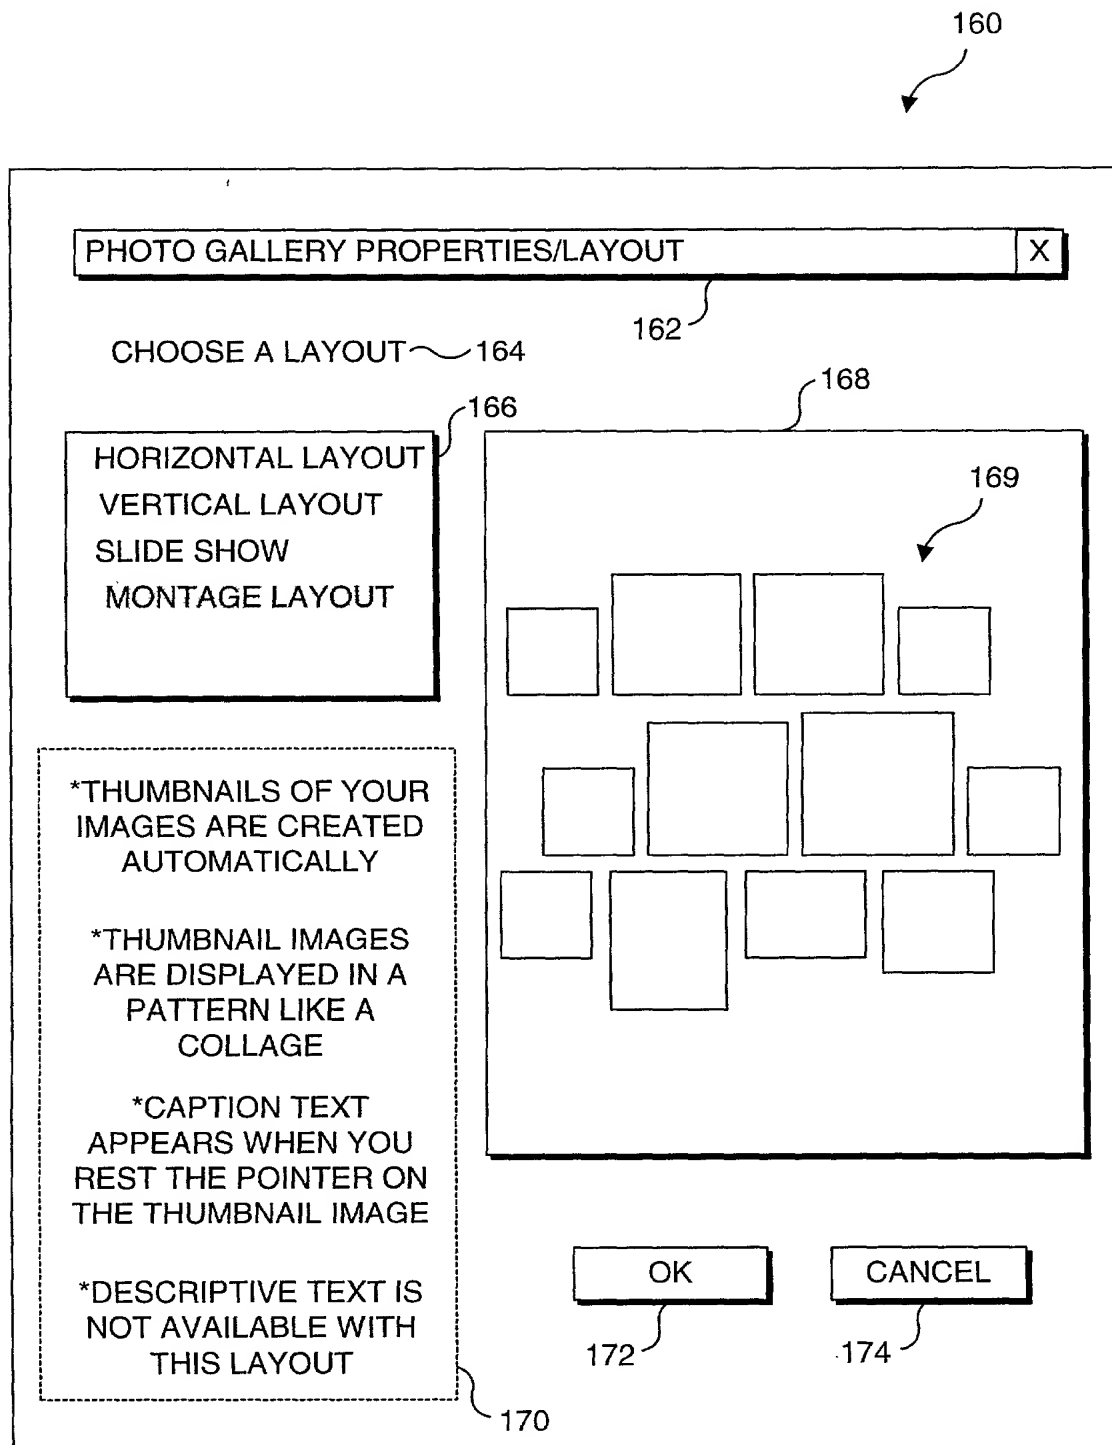 160
PHOTO GALLERY PROPERTIES/LAYOUT X
162
CHOOSE A LAYOUT 164
166
HORIZONTAL LAYOUT
VERTICAL LAYOUT
SLIDE SHOW
MONTAGE LAYOUT
168
169
*THUMBNAILS OF YOUR
IMAGES ARE CREATED
AUTOMATICALLY
*THUMBNAIL IMAGES
ARE DISPLAYED IN A
PATTERN LIKE A
COLLAGE
*CAPTION TEXT
APPEARS WHEN YOU
REST THE POINTER ON
THE THUMBNAIL IMAGE
*DESCRIPTIVE TEXT IS
NOT AVAILABLE WITH
THIS LAYOUT
170
OK CANCEL
172 174